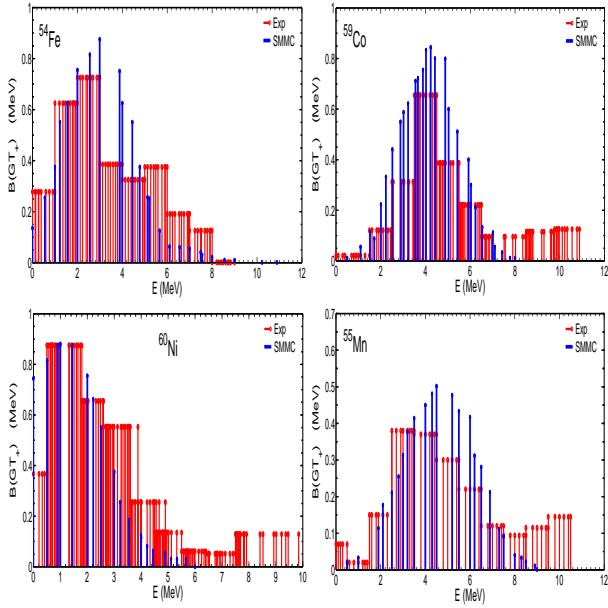 ⁵⁴Fe
Exp
SMMC
B(GT₊) (MeV)
1
0.8
0.6
0.4
0.2
0
0 2 4 6 8 10 12
E (MeV)
⁵⁹Co
Exp
SMMC
B(GT₊) (MeV)
1
0.8
0.6
0.4
0.2
0
0 2 4 6 8 10 12
E (MeV)
⁶⁰Ni
Exp
SMMC
B(GT₊) (MeV)
1
0.8
0.6
0.4
0.2
0
0 1 2 3 4 5 6 7 8 9 10
E (MeV)
⁵⁵Mn
Exp
SMMC
B(GT₊) (MeV)
0.7
0.6
0.5
0.4
0.3
0.2
0.1
0
0 2 4 6 8 10 12
E (MeV)